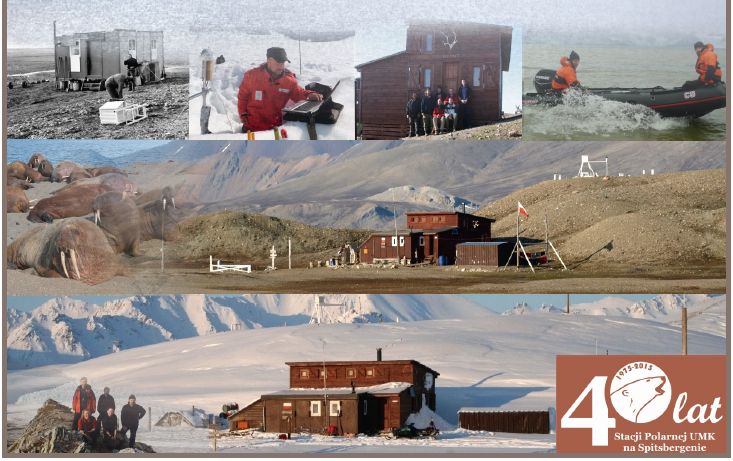 1975-2015
40 lat
Stacji Polarnej UMK
na Spitsbergenie